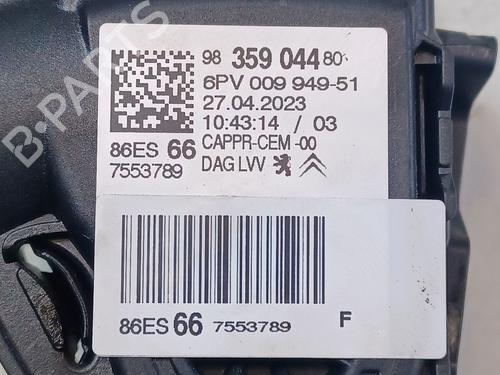 98 359 044 80
6PV 009 949-51
27.04.2023
10:43:14 / 03
86ES 66 CAPPR-CEM -00
7553789 DAG LVV
86ES 66 7553789 F
B-PARTS